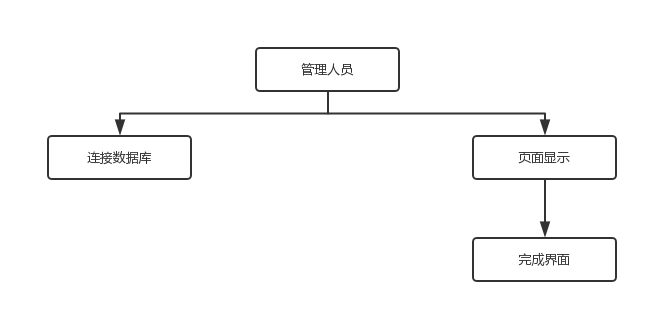 管理人员
连接数据库
页面显示
完成界面